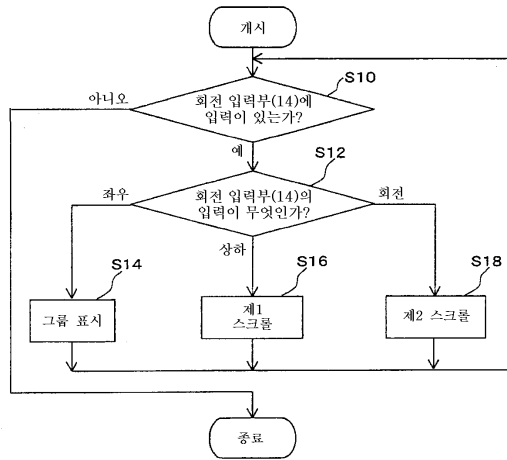 개시
S10
아니오
회전 입력부(14)에
입력이 있는가?
예
S12
좌우
회전 입력부(14)의
입력이 무엇인가?
회전
상하
S14
S16
S18
그룹 표시
제1
스크롤
제2 스크롤
종료